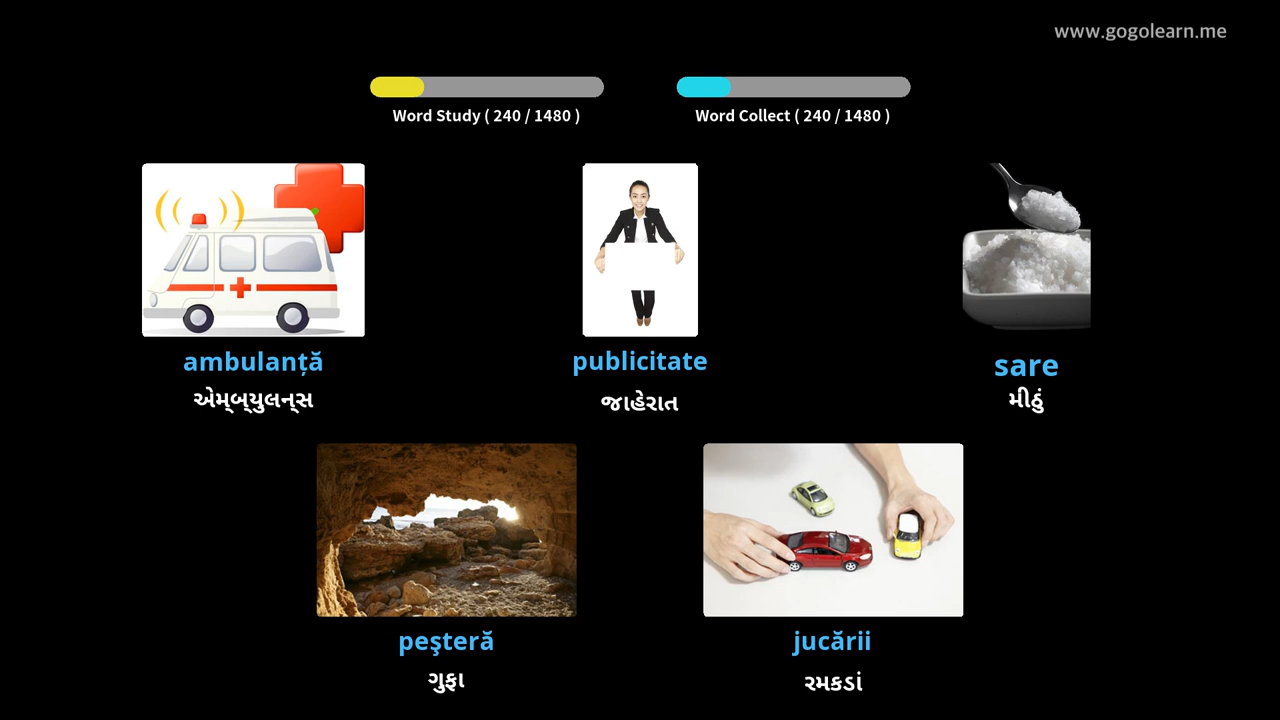 www.gogolearn.me
Word Study ( 240 / 1480 )
Word Collect ( 240 / 1480 )
ambulanță
એમ્બ્યુલન્સ
publicitate
જાહેરાત
sare
મીઠું
peşteră
ગુફા
jucării
રમકડાં